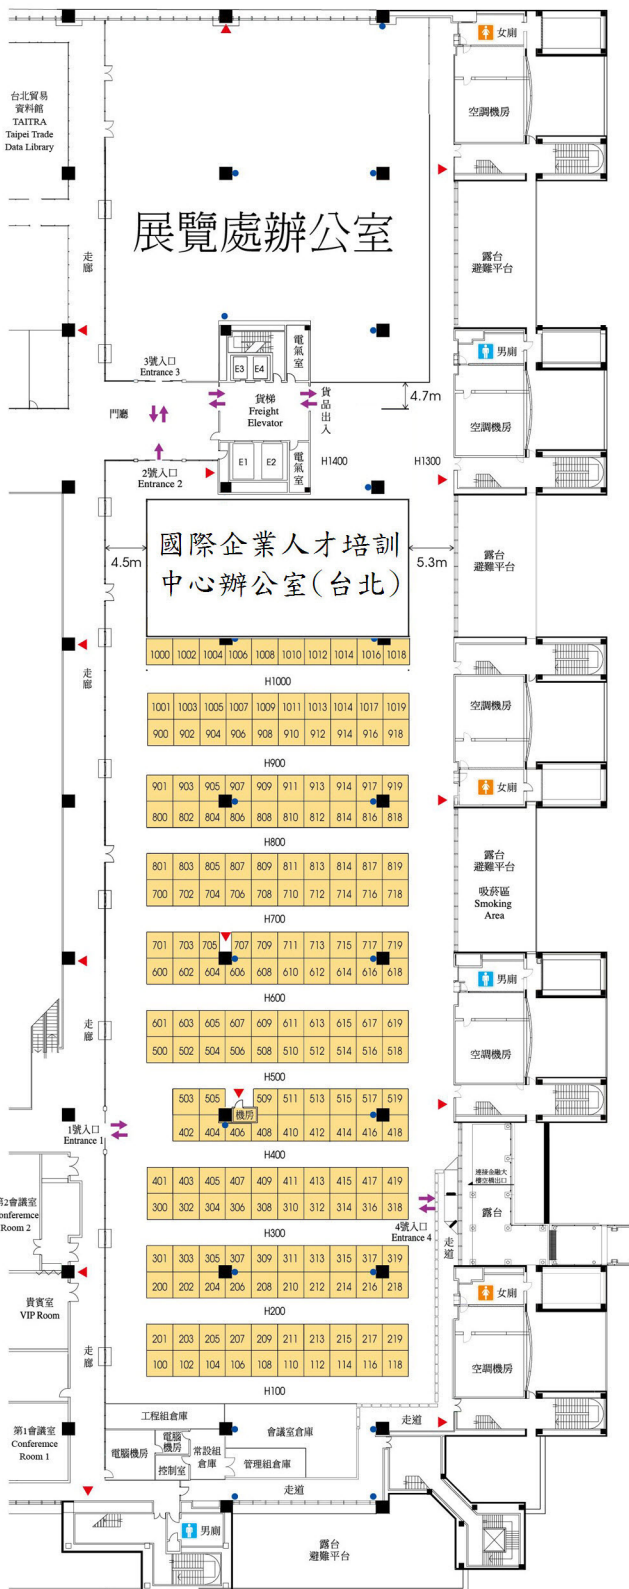 女廁
台北貿易
資料館
TAITRA
Taipei Trade
Data Library
空調機房
展覽處辦公室
走廊
露台
避難平台
3號入口
Entrance 3
E3 E4
電氣室
男廁
門廳
貨梯
Freight
Elevator
貨品出入
4.7m
空調機房
2號入口
Entrance 2
E1 E2
電氣室
H1400
H1300
4.5m
國際企業人才培訓
中心辦公室(台北)
5.3m
露台
避難平台
走廊
1000 1002 1004 1006 1008 1010 1012 1014 1016 1018
H1000
1001 1003 1005 1007 1009 1011 1013 1014 1017 1019
900 902 904 906 908 910 912 914 916 918
空調機房
H900
901 903 905 907 909 911 913 914 917 919
800 802 804 806 808 810 812 814 816 818
女廁
H800
801 803 805 807 809 811 813 814 817 819
700 702 704 706 708 710 712 714 716 718
露台
避難平台
吸菸區
Smoking
Area
H700
701 703 705 707 709 711 713 715 717 719
600 602 604 606 608 610 612 614 616 618
男廁
H600
601 603 605 607 609 611 613 615 617 619
500 502 504 506 508 510 512 514 516 518
走廊
空調機房
H500
503 505 509 511 513 515 517 519
機房
402 404 406 408 410 412 414 416 418
1號入口
Entrance 1
H400
401 403 405 407 409 411 413 415 417 419
300 302 304 306 308 310 312 314 316 318
連接金融大
樓空橋出口
露台
第2會議室
onferemce
Room 2
4號入口
Entrance 4
走道
H300
301 303 305 307 309 311 313 315 317 319
200 202 204 206 208 210 212 214 216 218
女廁
貴賓室
VIP Room
H200
201 203 205 207 209 211 213 215 217 219
100 102 104 106 108 110 112 114 116 118
走廊
空調機房
H100
工程組倉庫
走道
第1會議室
Conferemce
Room 1
電腦機房
電腦
機房
常設組
倉庫
會議室倉庫
控制室
管理組倉庫
走道
男廁
露台
避難平台